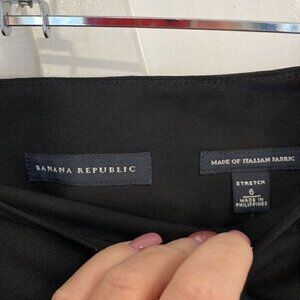 BANANA REPUBLIC
MADE OF ITALIAN FABRIC
STRETCH
6
MADE IN
PHILIPPINES